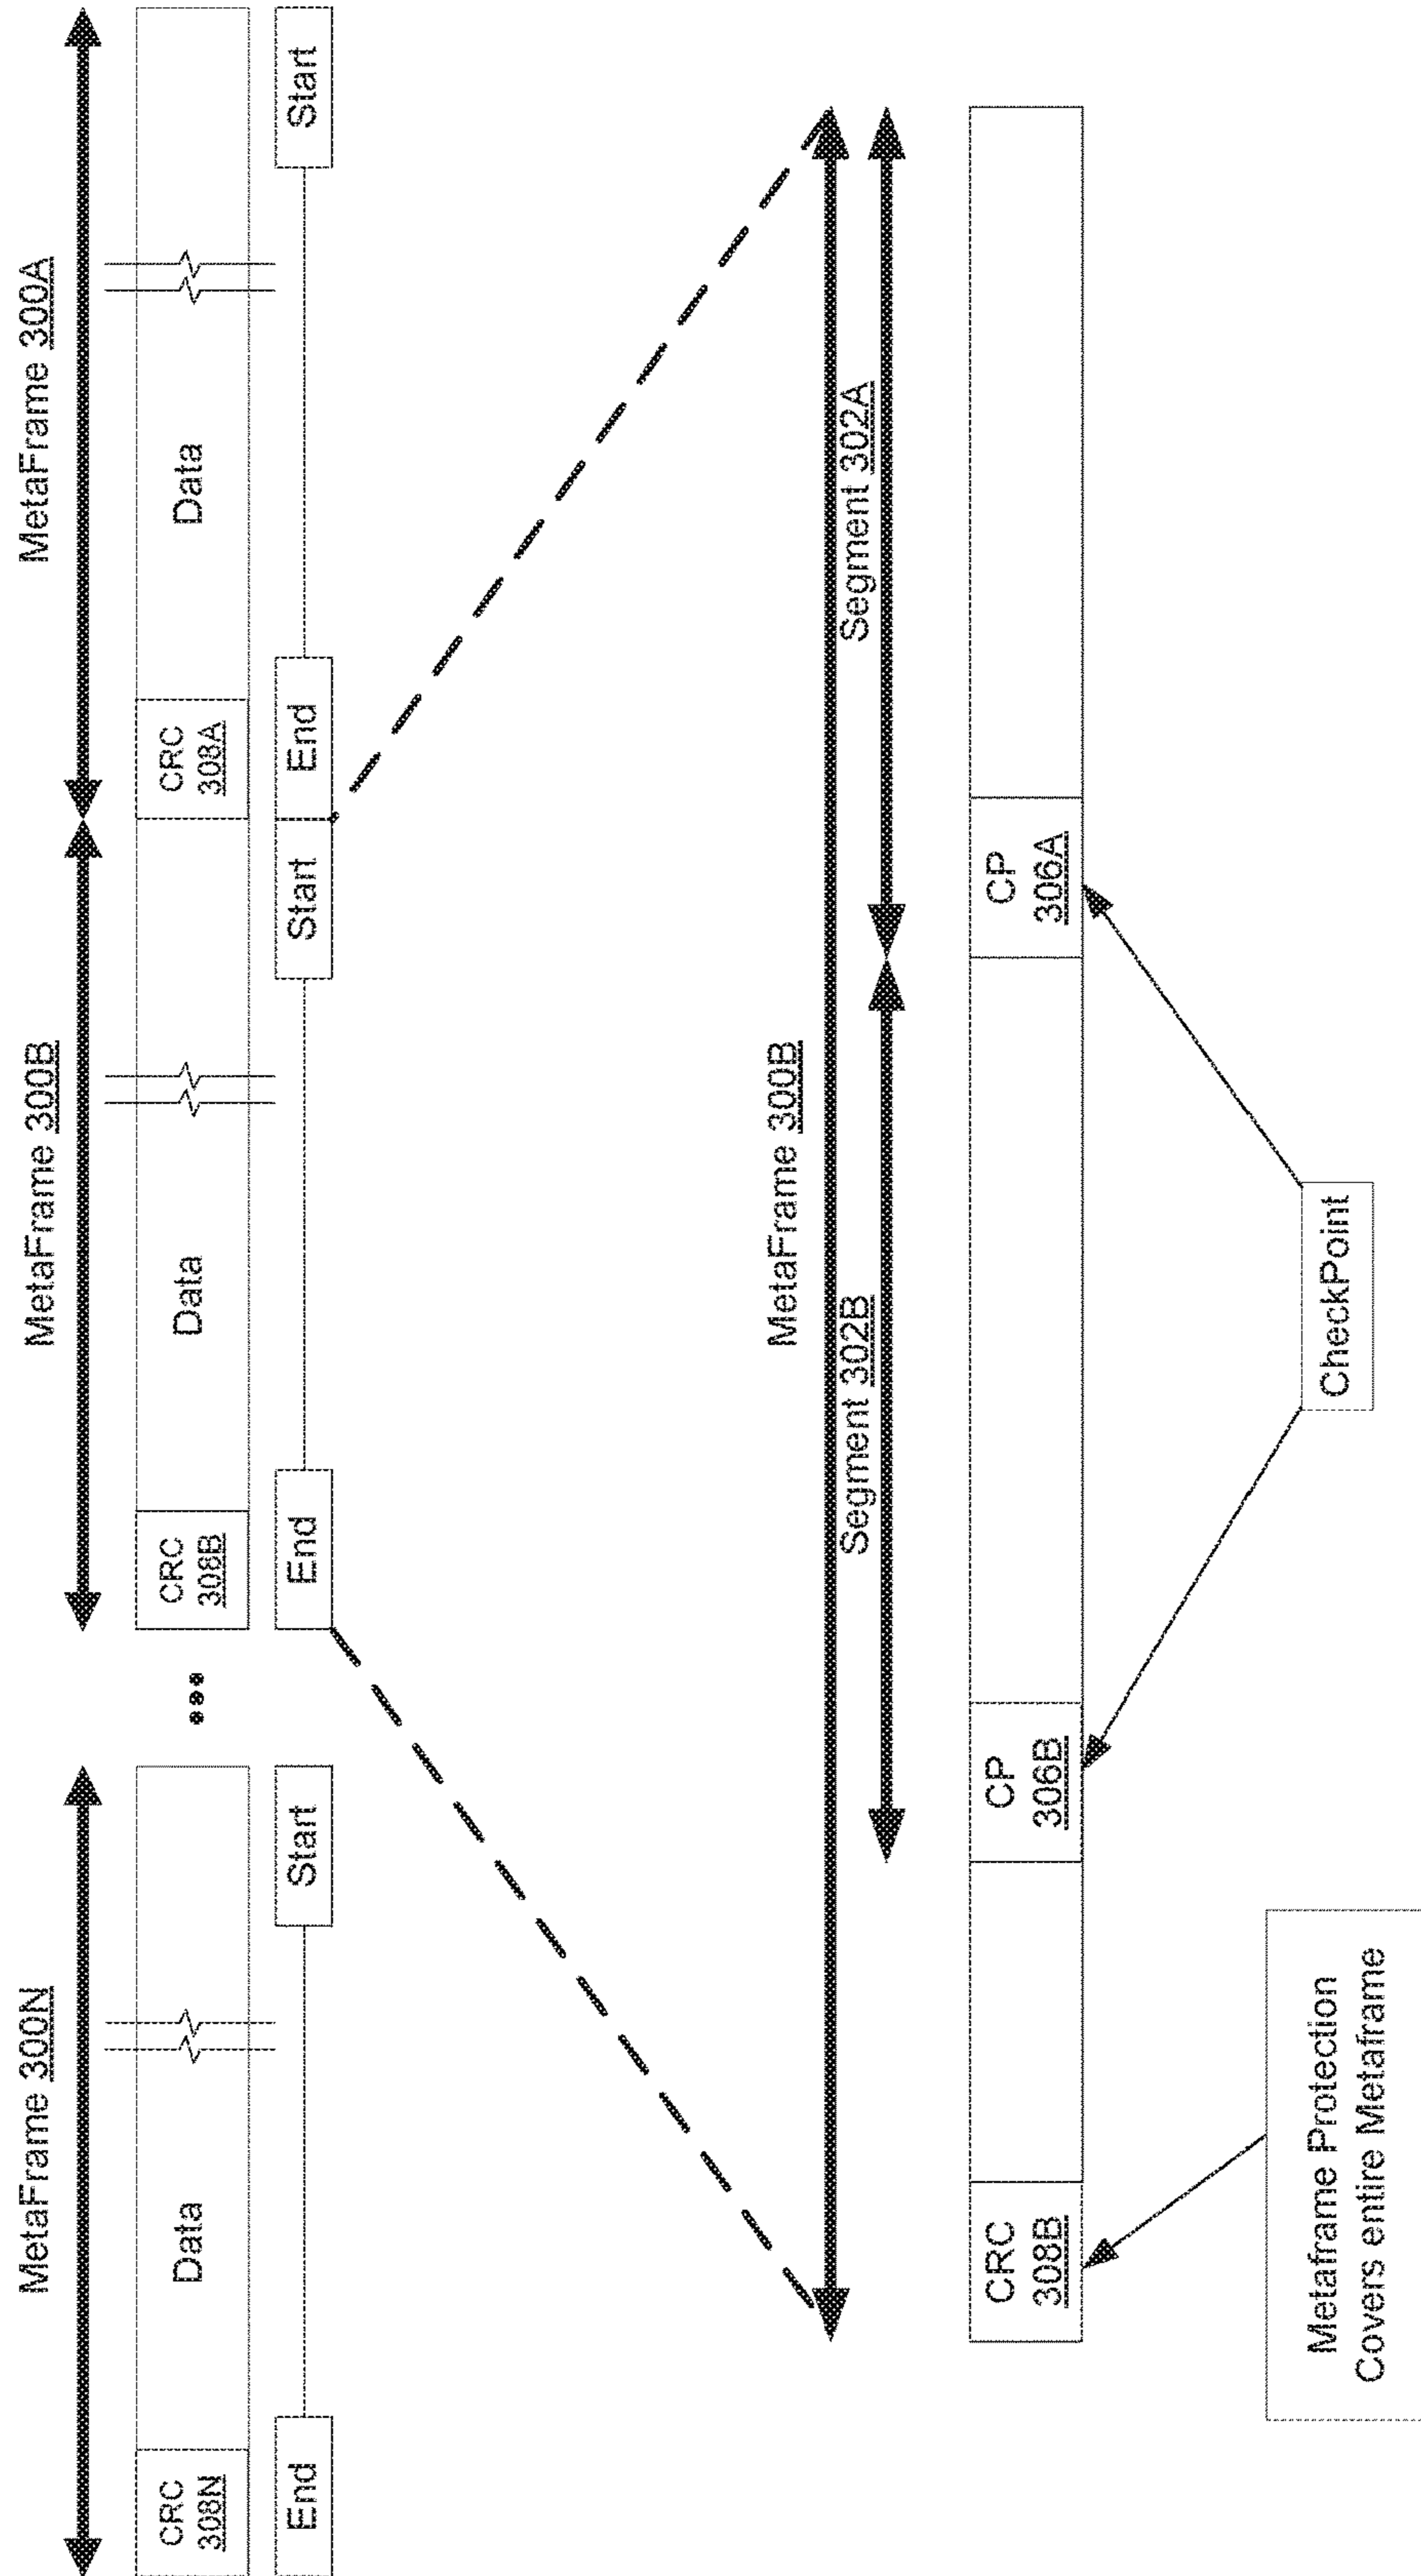 MetaFrame 300N
MetaFrame 300B
MetaFrame 300A
CRC
308N
Data
CRC
308B
Data
CRC
308A
Data
End
Start
End
Start
End
Start
MetaFrame 300B
Segment 302B
Segment 302A
CRC
308B
CP
306B
CP
306A
CheckPoint
Metaframe Protection
Covers entire Metaframe